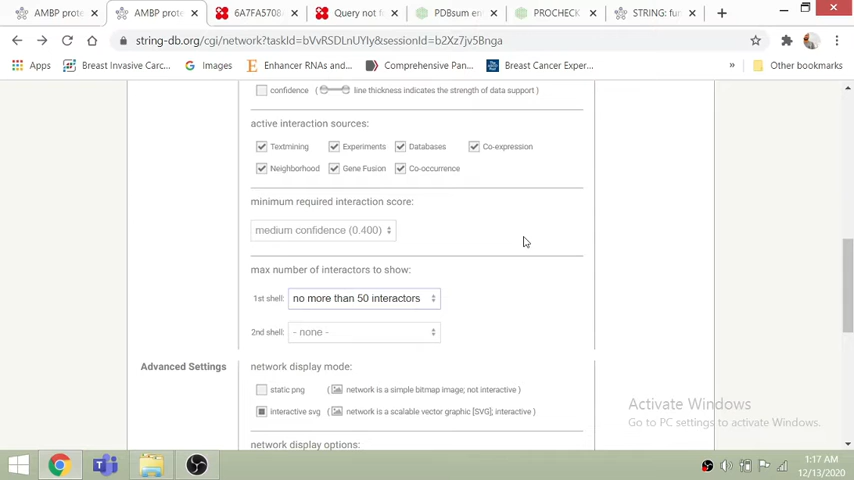 AMBP prote
AMBP prote
6A7FA5708
Query not f
PDBsum en
PROCHECK
STRING: fun
string-db.org/cgi/network?taskId=bVvRSDLnUYIy&sessionId=b2Xz7jv5Bnga
Apps
Breast Invasive Carc...
Images
Enhancer RNAs and...
Comprehensive Pan...
Breast Cancer Exper...
»
Other bookmarks
confidence ( line thickness indicates the strength of data support )
active interaction sources:
Textmining Experiments Databases Co-expression
Neighborhood Gene Fusion Co-occurrence
minimum required interaction score:
medium confidence (0.400)
max number of interactors to show:
1st shell: no more than 50 interactors
2nd shell: - none -
Advanced Settings
network display mode:
static png ( network is a simple bitmap image; not interactive )
interactive svg ( network is a scalable vector graphic [SVG]; interactive )
network display options:
Activate Windows
Go to PC settings to activate Windows.
1:17 AM
12/13/2020